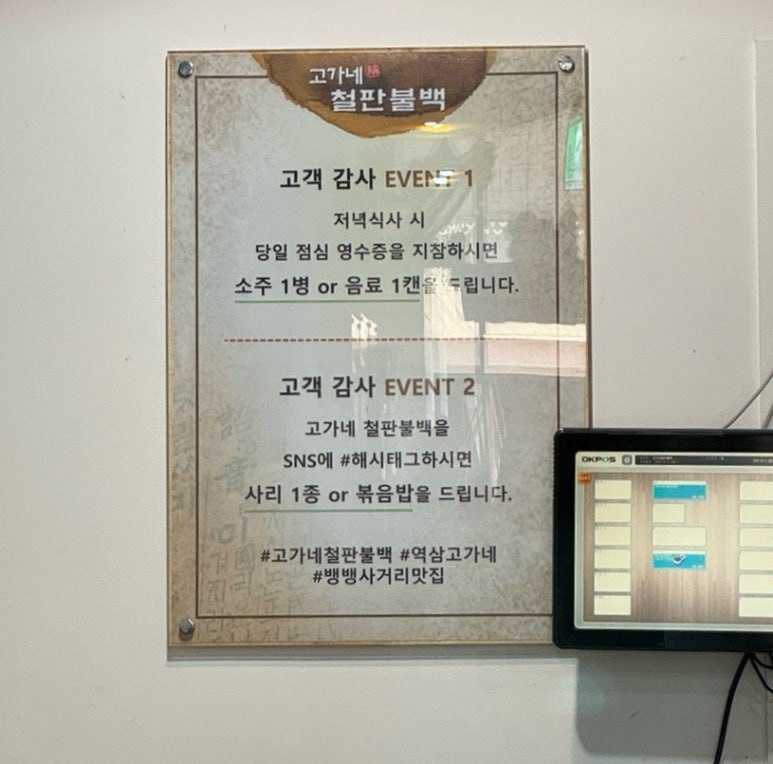 고가네
철판불백
고객 감사 EVENT 1
저녁식사 시
당일 점심 영수증을 지참하시면
소주 1병 or 음료 1캔을 드립니다.
고객 감사 EVENT 2
고가네 철판불백을
SNS에 #해시태그하시면
사리 1종 or 볶음밥을 드립니다.
#고가네철판불백 #역삼고가네
#뱅뱅사거리맛집
OKPOS